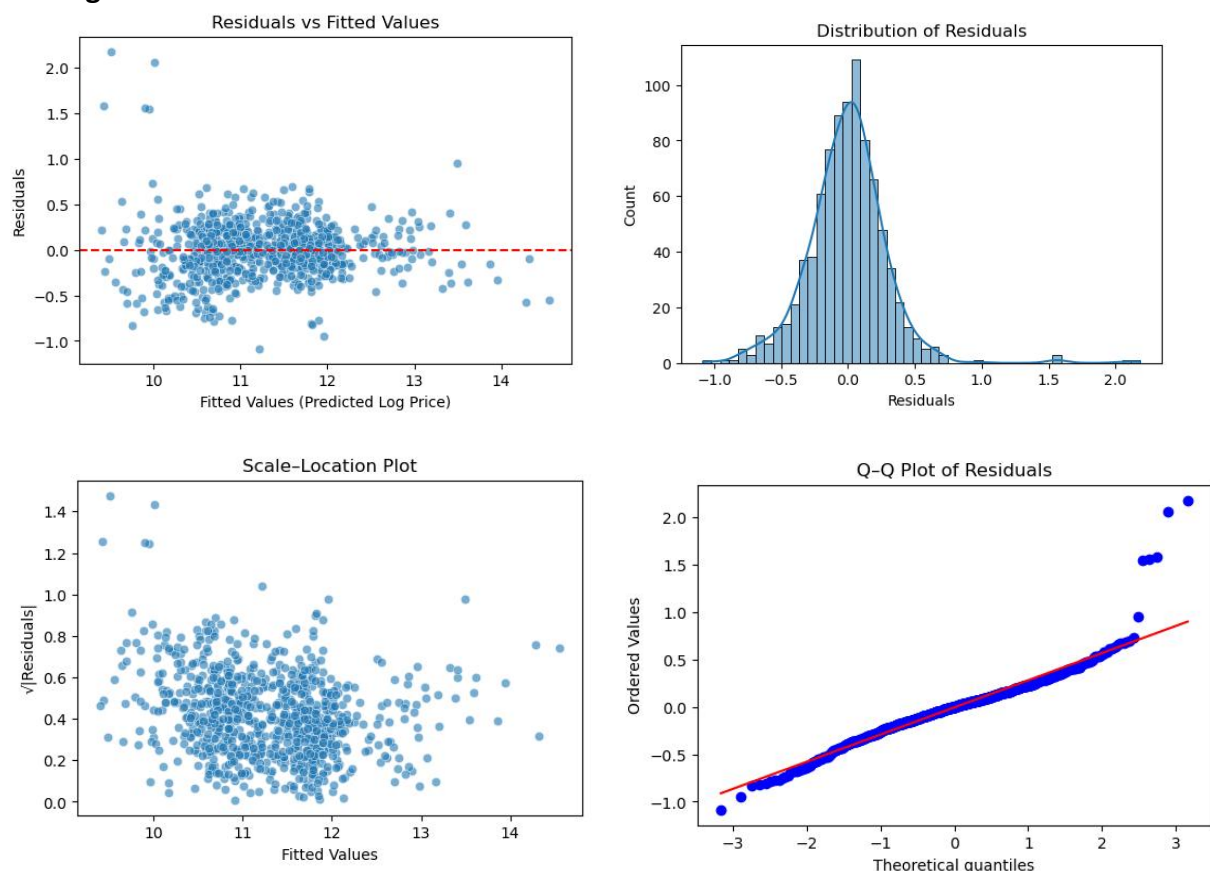 Residuals vs Fitted Values
Residuals
2.0
1.5
1.0
0.5
0.0
−0.5
−1.0
10 11 12 13 14
Fitted Values (Predicted Log Price)
Distribution of Residuals
Count
100
80
60
40
20
0
−1.0 −0.5 0.0 0.5 1.0 1.5 2.0
Residuals
Scale–Location Plot
√|Residuals|
1.4
1.2
1.0
0.8
0.6
0.4
0.2
0.0
10 11 12 13 14
Fitted Values
Q–Q Plot of Residuals
Ordered Values
2.0
1.5
1.0
0.5
0.0
−0.5
−1.0
−3 −2 −1 0 1 2 3
Theoretical quantiles